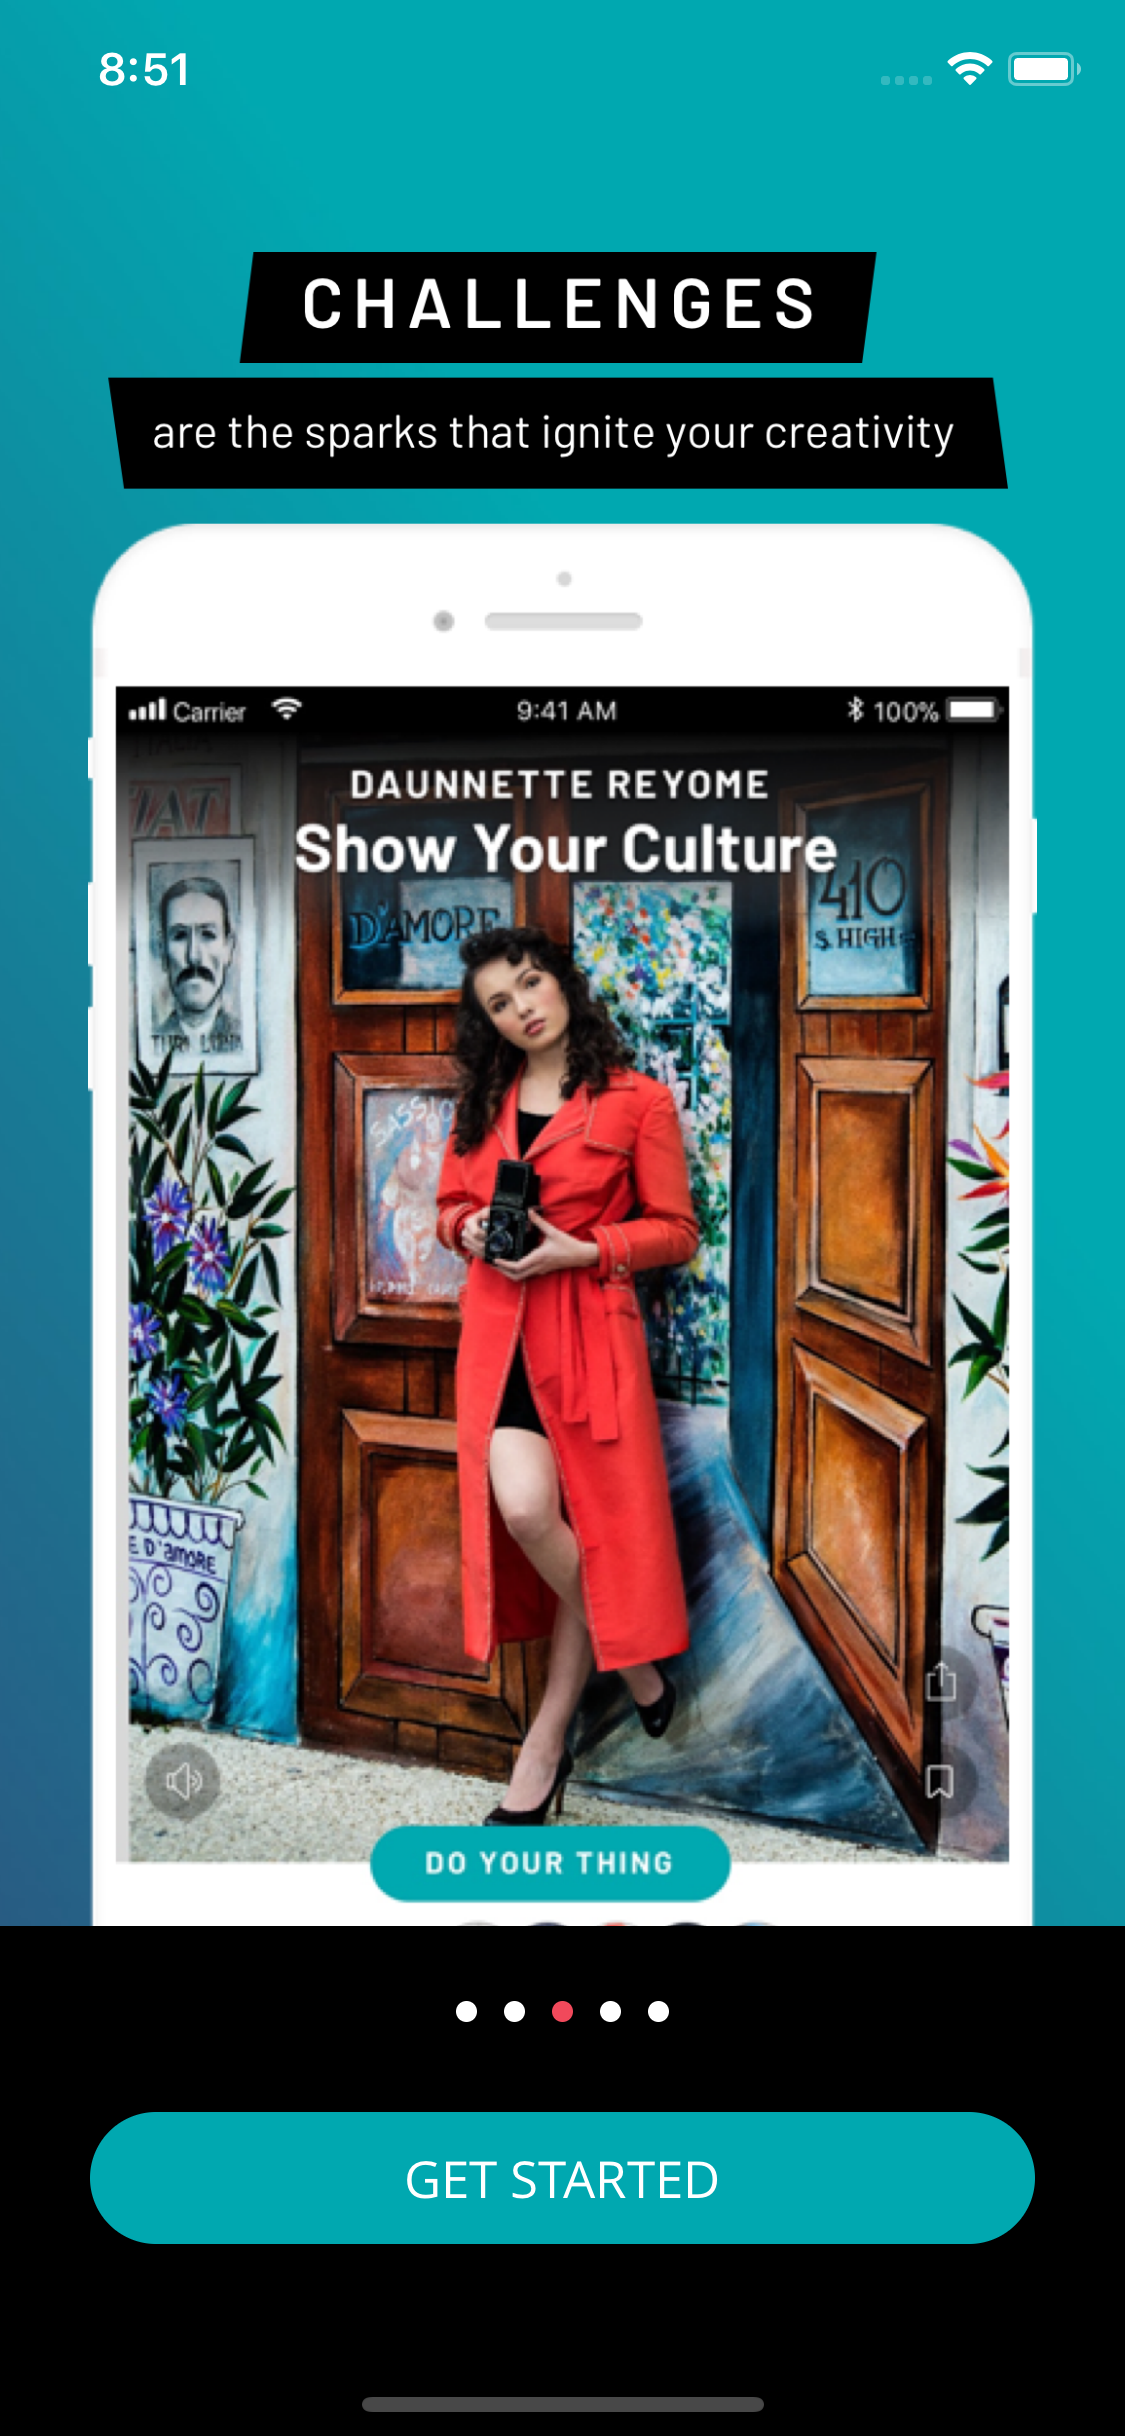 8:51
CHALLENGES
are the sparks that ignite your creativity
Carrier 9:41 AM 100%
DAUNNETTE REYOME
Show Your Culture
D'AMORE
410
S. HIGH
E D'AMORE
DO YOUR THING
GET STARTED